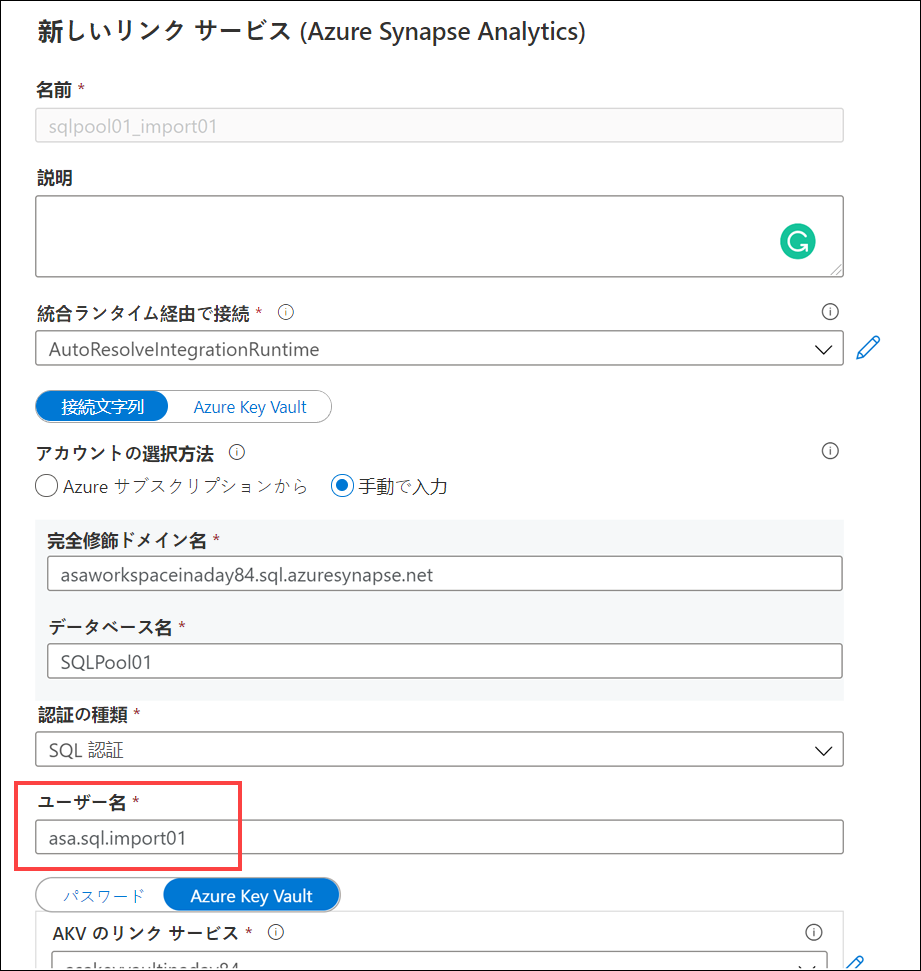 新しいリンク サービス (Azure Synapse Analytics)
名前 *
sqlpool01_import01
説明
統合ランタイム経由で接続 *
AutoResolveIntegrationRuntime
接続文字列 Azure Key Vault
アカウントの選択方法
Azure サブスクリプションから 手動で入力
完全修飾ドメイン名 *
asaworkspaceinaday84.sql.azuresynapse.net
データベース名 *
SQLPool01
認証の種類 *
SQL 認証
ユーザー名 *
asa.sql.import01
パスワード Azure Key Vault
AKV のリンク サービス *
asakeyvaultinaday84